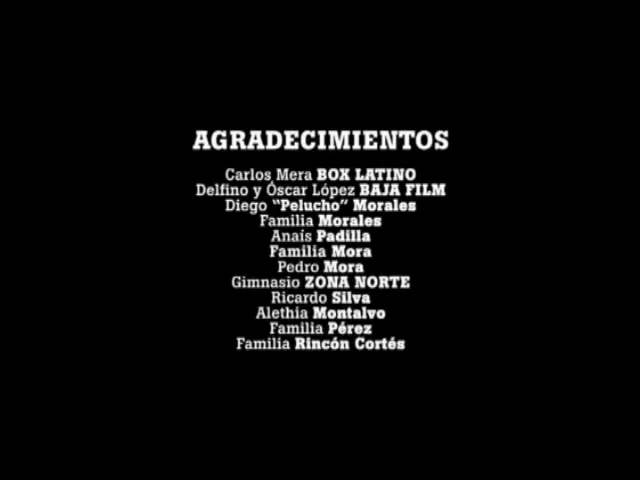 AGRADECIMIENTOS
Carlos Mera BOX LATINO
Delfino y Óscar López BAJA FILM
Diego "Pelucho" Morales
Familia Morales
Anais Padilla
Familia Mora
Pedro Mora
Gimnasio ZONA NORTE
Ricardo Silva
Alethia Montalvo
Familia Pérez
Familia Rincón Cortés